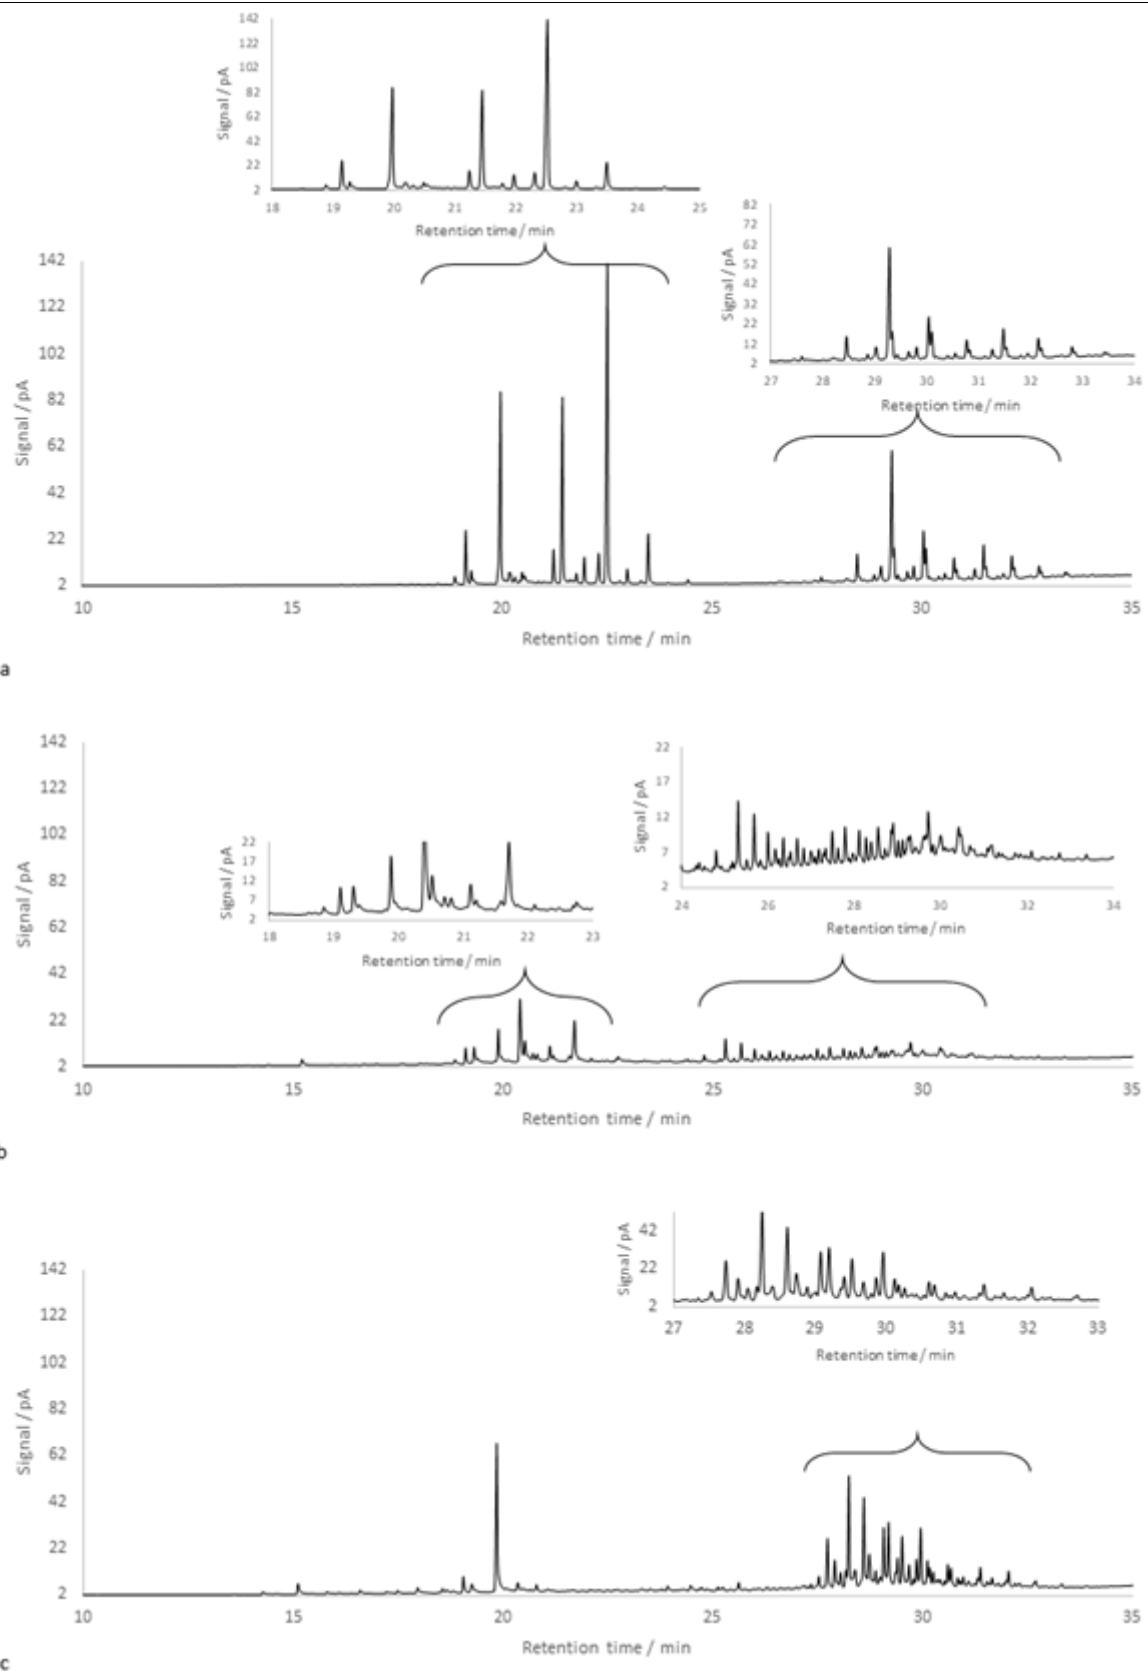 142
122
102
82
62
42
22
2
Signal / pA
18 19 20 21 22 23 24 25
Retention time / min
82
72
62
52
42
32
22
12
2
Signal / pA
27 28 29 30 31 32 33 34
Retention time / min
142
122
102
82
62
42
22
2
Signal / pA
10 15 20 25 30 35
Retention time / min
a
142
122
102
82
62
42
22
2
Signal / pA
22
17
12
7
2
Signal / pA
18 19 20 21 22 23
Retention time / min
22
17
12
7
2
Signal / pA
24 26 28 30 32 34
Retention time / min
10 15 20 25 30 35
Retention time / min
b
42
22
2
Signal / pA
27 28 29 30 31 32 33
Retention time / min
142
122
102
82
62
42
22
2
Signal / pA
10 15 20 25 30 35
Retention time / min
c